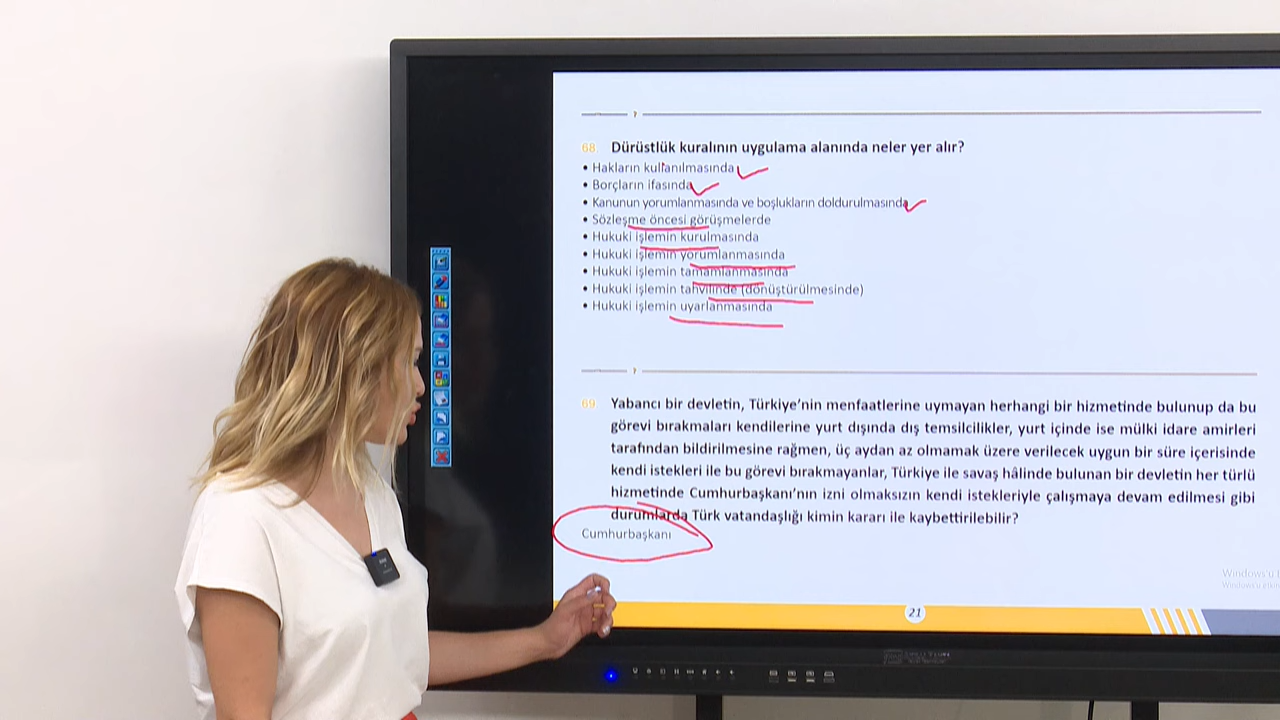 68. Dürüstlük kuralının uygulama alanında neler yer alır?
• Hakların kullanılmasında
• Borçların ifasında
• Kanunun yorumlanmasında ve boşlukların doldurulmasında
• Sözleşme öncesi görüşmelerde
• Hukuki işlemin kurulmasında
• Hukuki işlemin yorumlanmasında
• Hukuki işlemin tamamlanmasında
• Hukuki işlemin tahvilinde (dönüştürülmesinde)
• Hukuki işlemin uyarlanmasında
69. Yabancı bir devletin, Türkiye’nin menfaatlerine uymayan herhangi bir hizmetinde bulunup da bu
görevi bırakmaları kendilerine yurt dışında dış temsilcilikler, yurt içinde ise mülki idare amirleri
tarafından bildirilmesine rağmen, üç aydan az olmamak üzere verilecek uygun bir süre içerisinde
kendi istekleri ile bu görevi bırakmayanlar, Türkiye ile savaş hâlinde bulunan bir devletin her türlü
hizmetinde Cumhurbaşkanı’nın izni olmaksızın kendi istekleriyle çalışmaya devam edilmesi gibi
durumlarda Türk vatandaşlığı kimin kararı ile kaybettirilebilir?
Cumhurbaşkanı
Windows'u
21